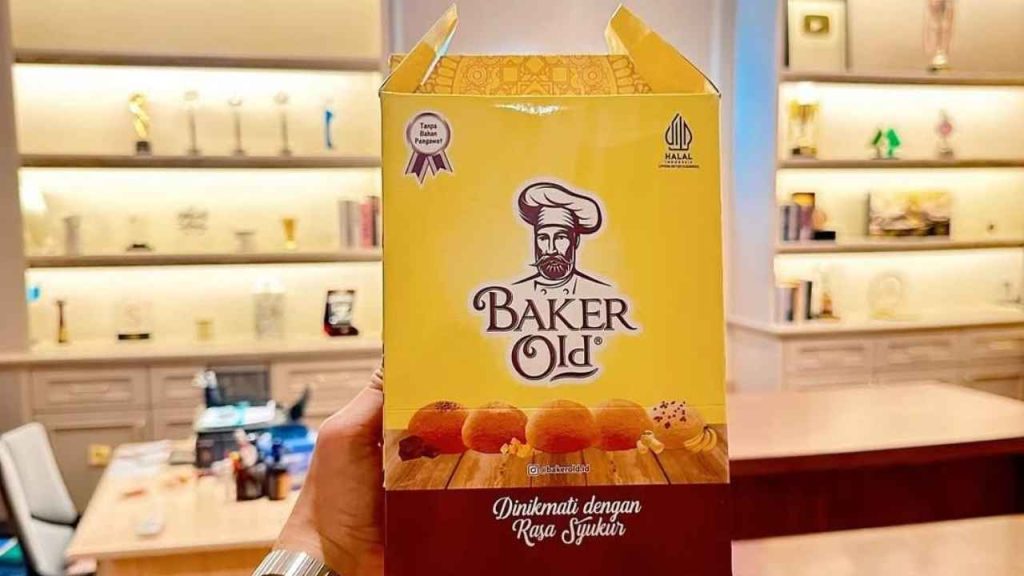 Tanpa
Bahan
Pengawet
HALAL
INDONESIA
BAKER
Old®
@bakerold.id
Dinikmati dengan
Rasa Syukur